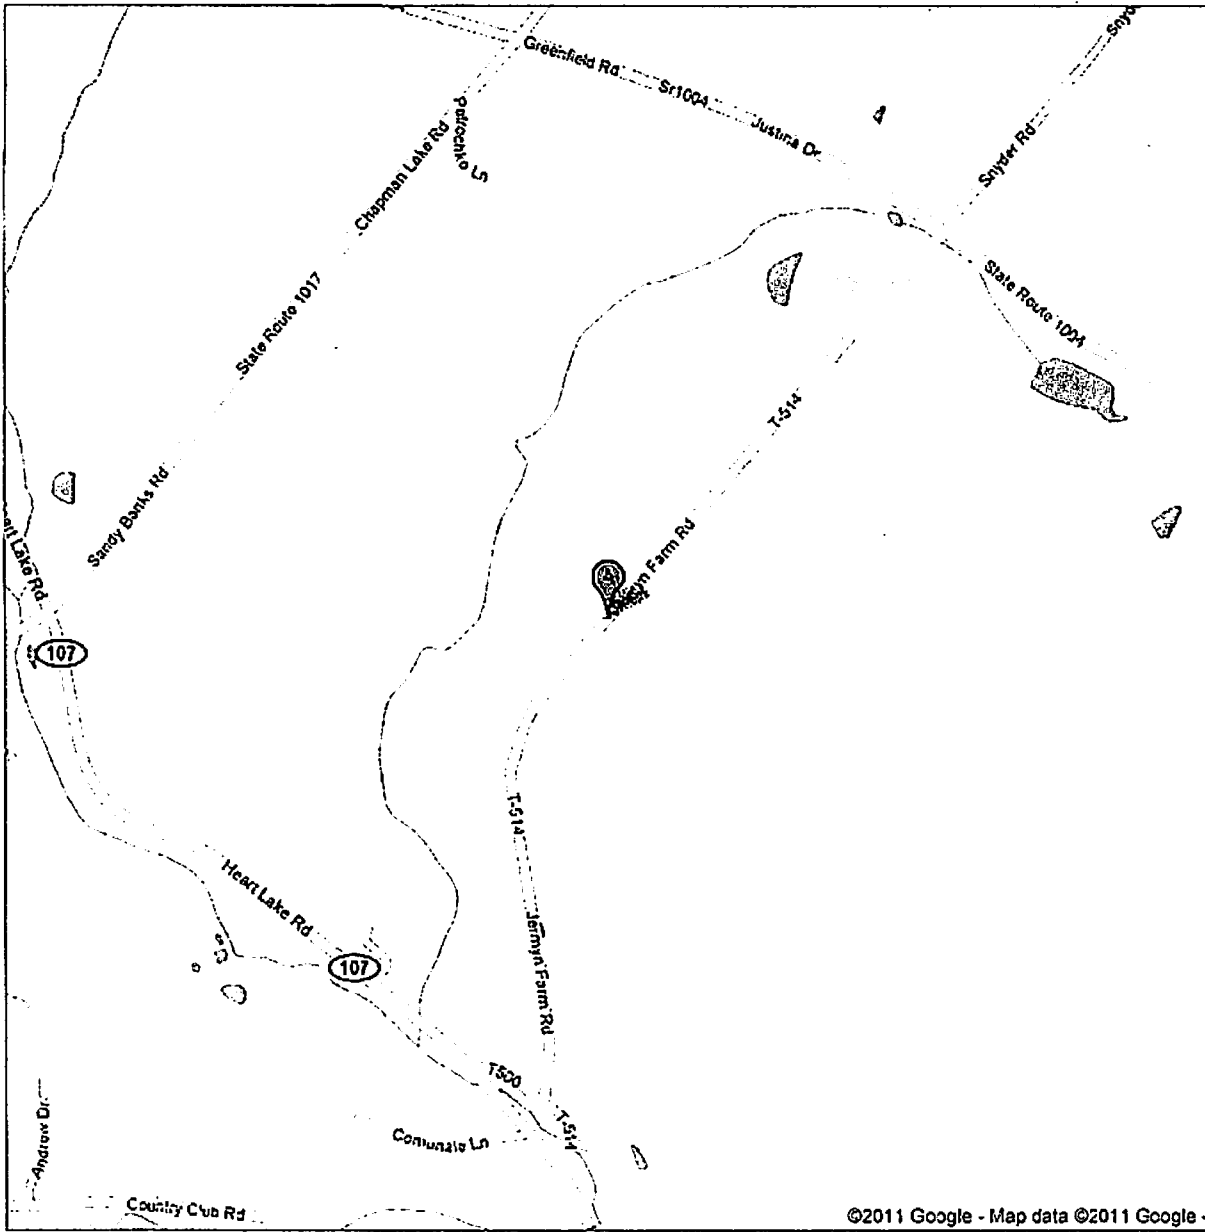 Greenfield Rd
Sr1004
Justina Dr
Snyder Rd
Petrochko Ln
Chapman Lake Rd
State Route 1017
State Route 1004
T-514
Sandy Banks Rd
Lake Rd
Farm Rd
107
T-514
Heart Lake Rd
Jermyn Farm Rd
107
T500
T-514
Comunale Ln
Andrew Dr
Country Club Rd
©2011 Google - Map data ©2011 Google -